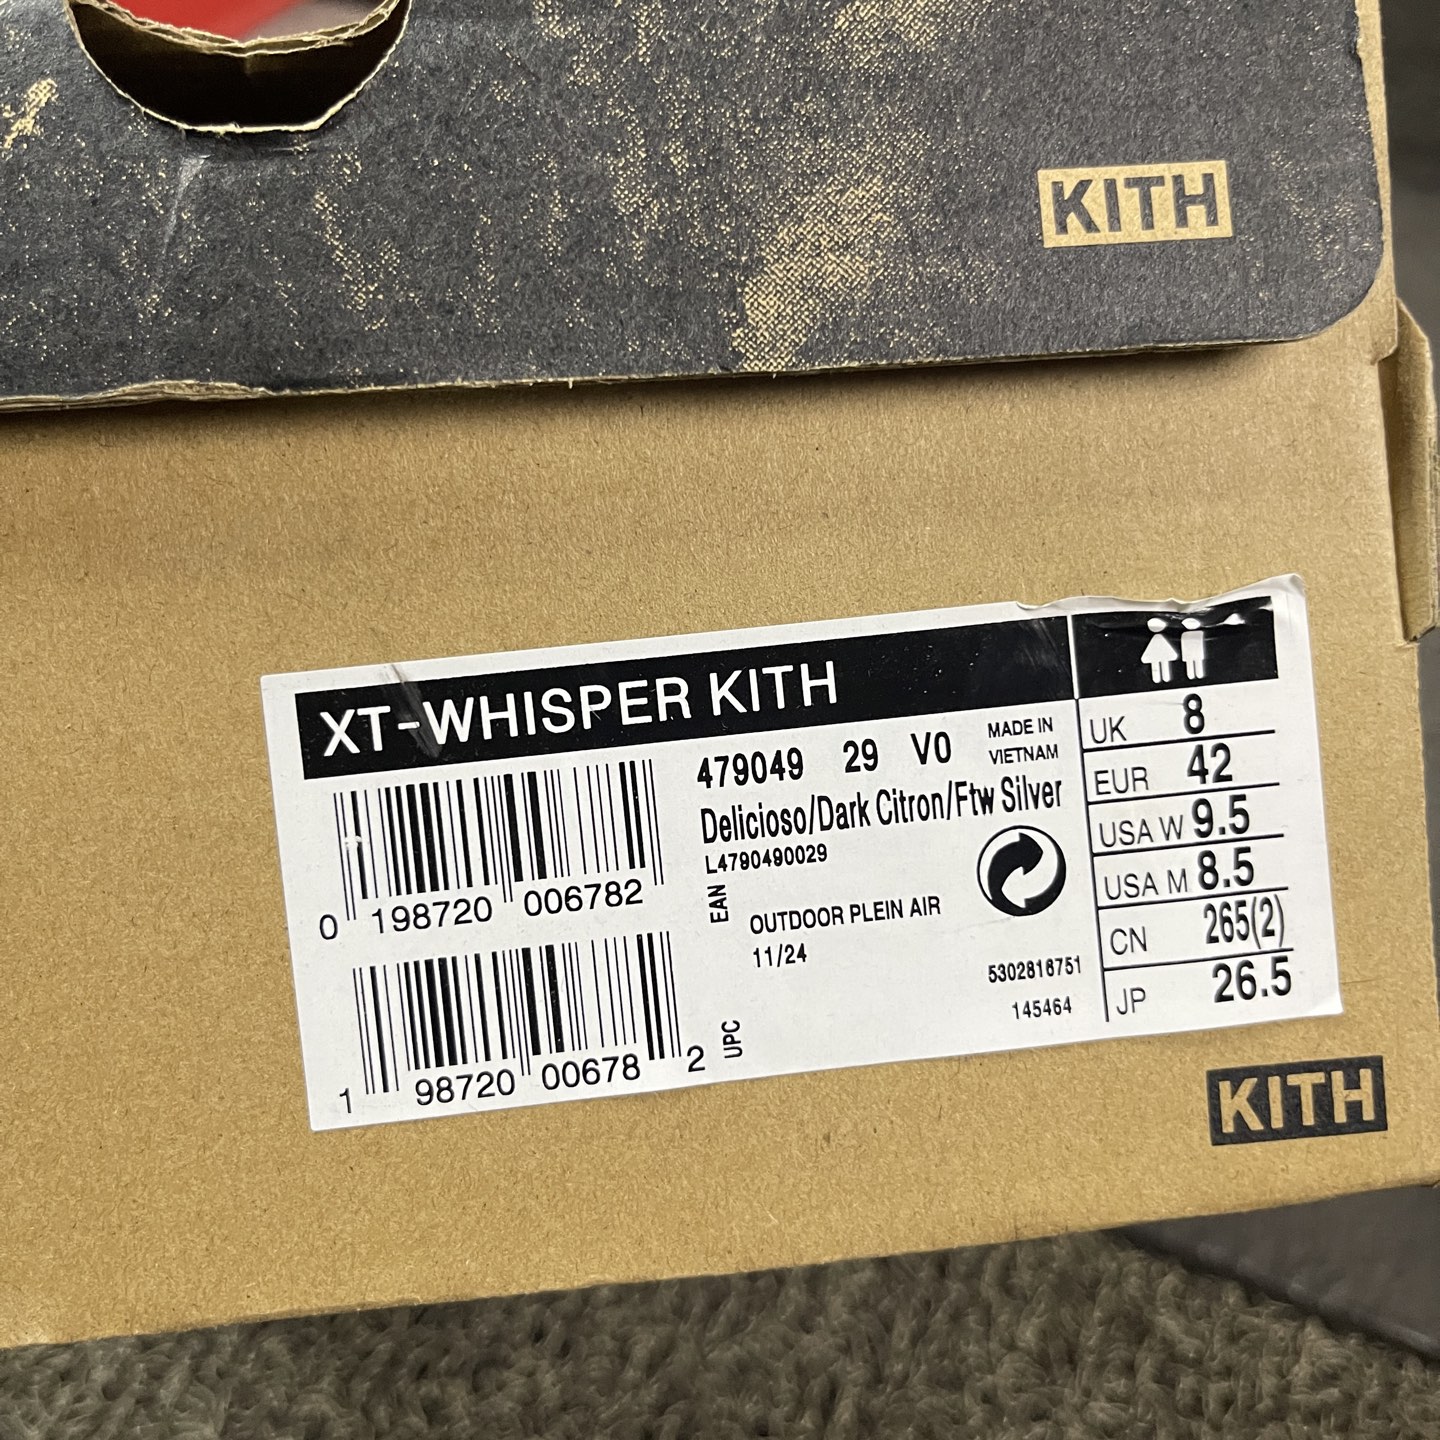 KITH
XT-WHISPER KITH
479049 29 V0 MADE IN VIETNAM
Delicioso/Dark Citron/Ftw Silver
L4790490029
0 198720 006782
EAN
OUTDOOR PLEIN AIR
11/24
5302816751
145464
1 98720 00678 2
UPC
UK 8
EUR 42
USA W 9.5
USA M 8.5
CN 265(2)
JP 26.5
KITH